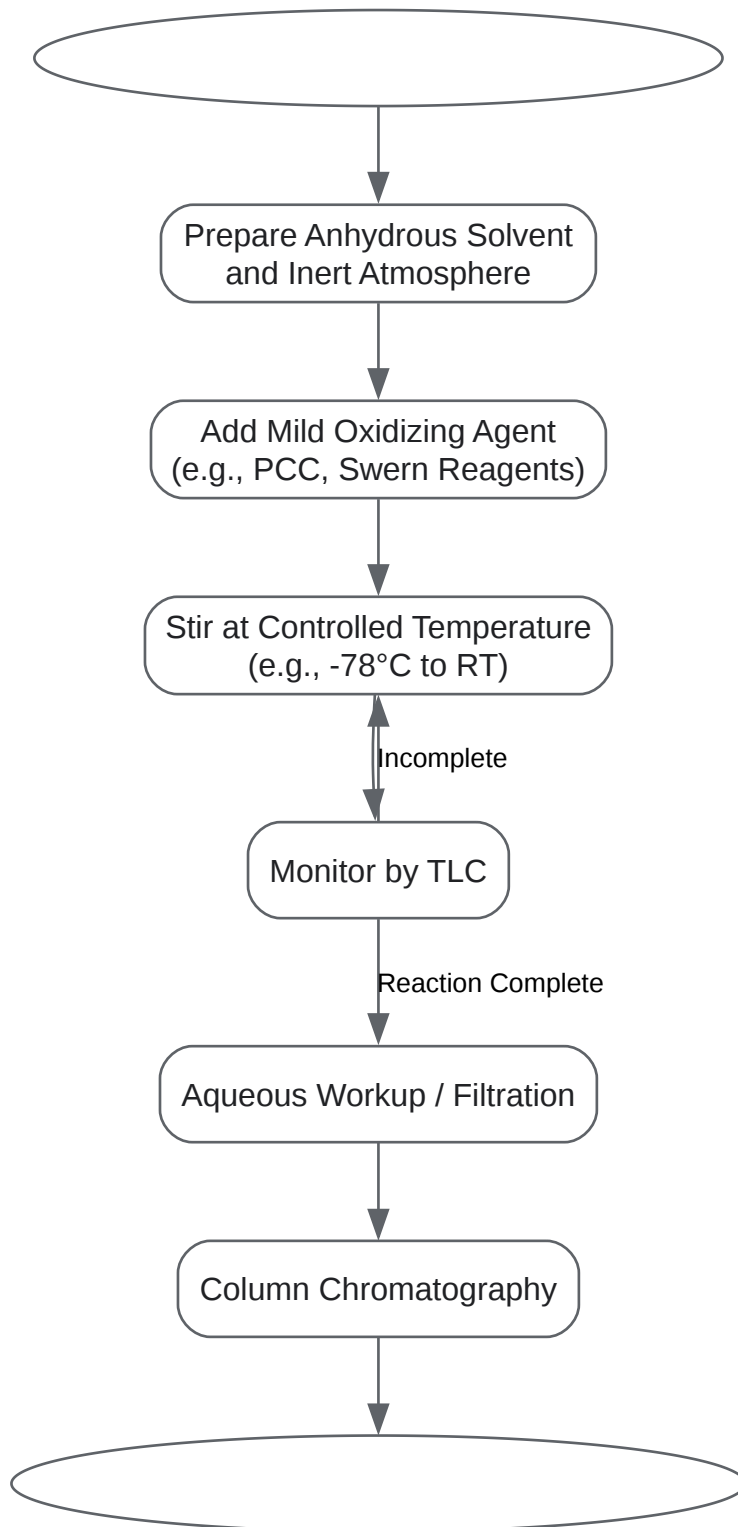 Prepare Anhydrous Solvent
and Inert Atmosphere
Add Mild Oxidizing Agent
(e.g., PCC, Swern Reagents)
Stir at Controlled Temperature
(e.g., -78°C to RT)
Incomplete
Monitor by TLC
Reaction Complete
Aqueous Workup / Filtration
Column Chromatography